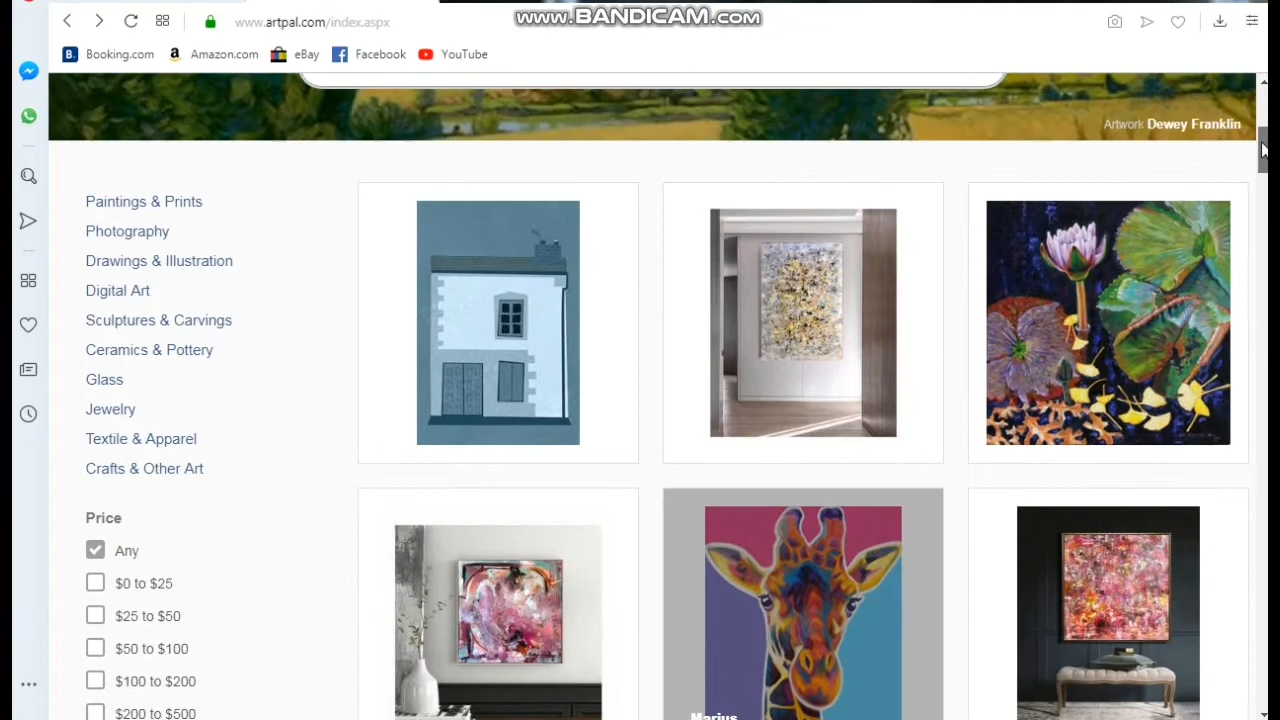 www.BANDICAM.com
www.artpal.com/index.aspx
B. Booking.com a Amazon.com eBay Facebook YouTube
Artwork Dewey Franklin
Paintings & Prints
Photography
Drawings & Illustration
Digital Art
Sculptures & Carvings
Ceramics & Pottery
Glass
Jewelry
Textile & Apparel
Crafts & Other Art
Price
Any
$0 to $25
$25 to $50
$50 to $100
$100 to $200
$200 to $500
Marius